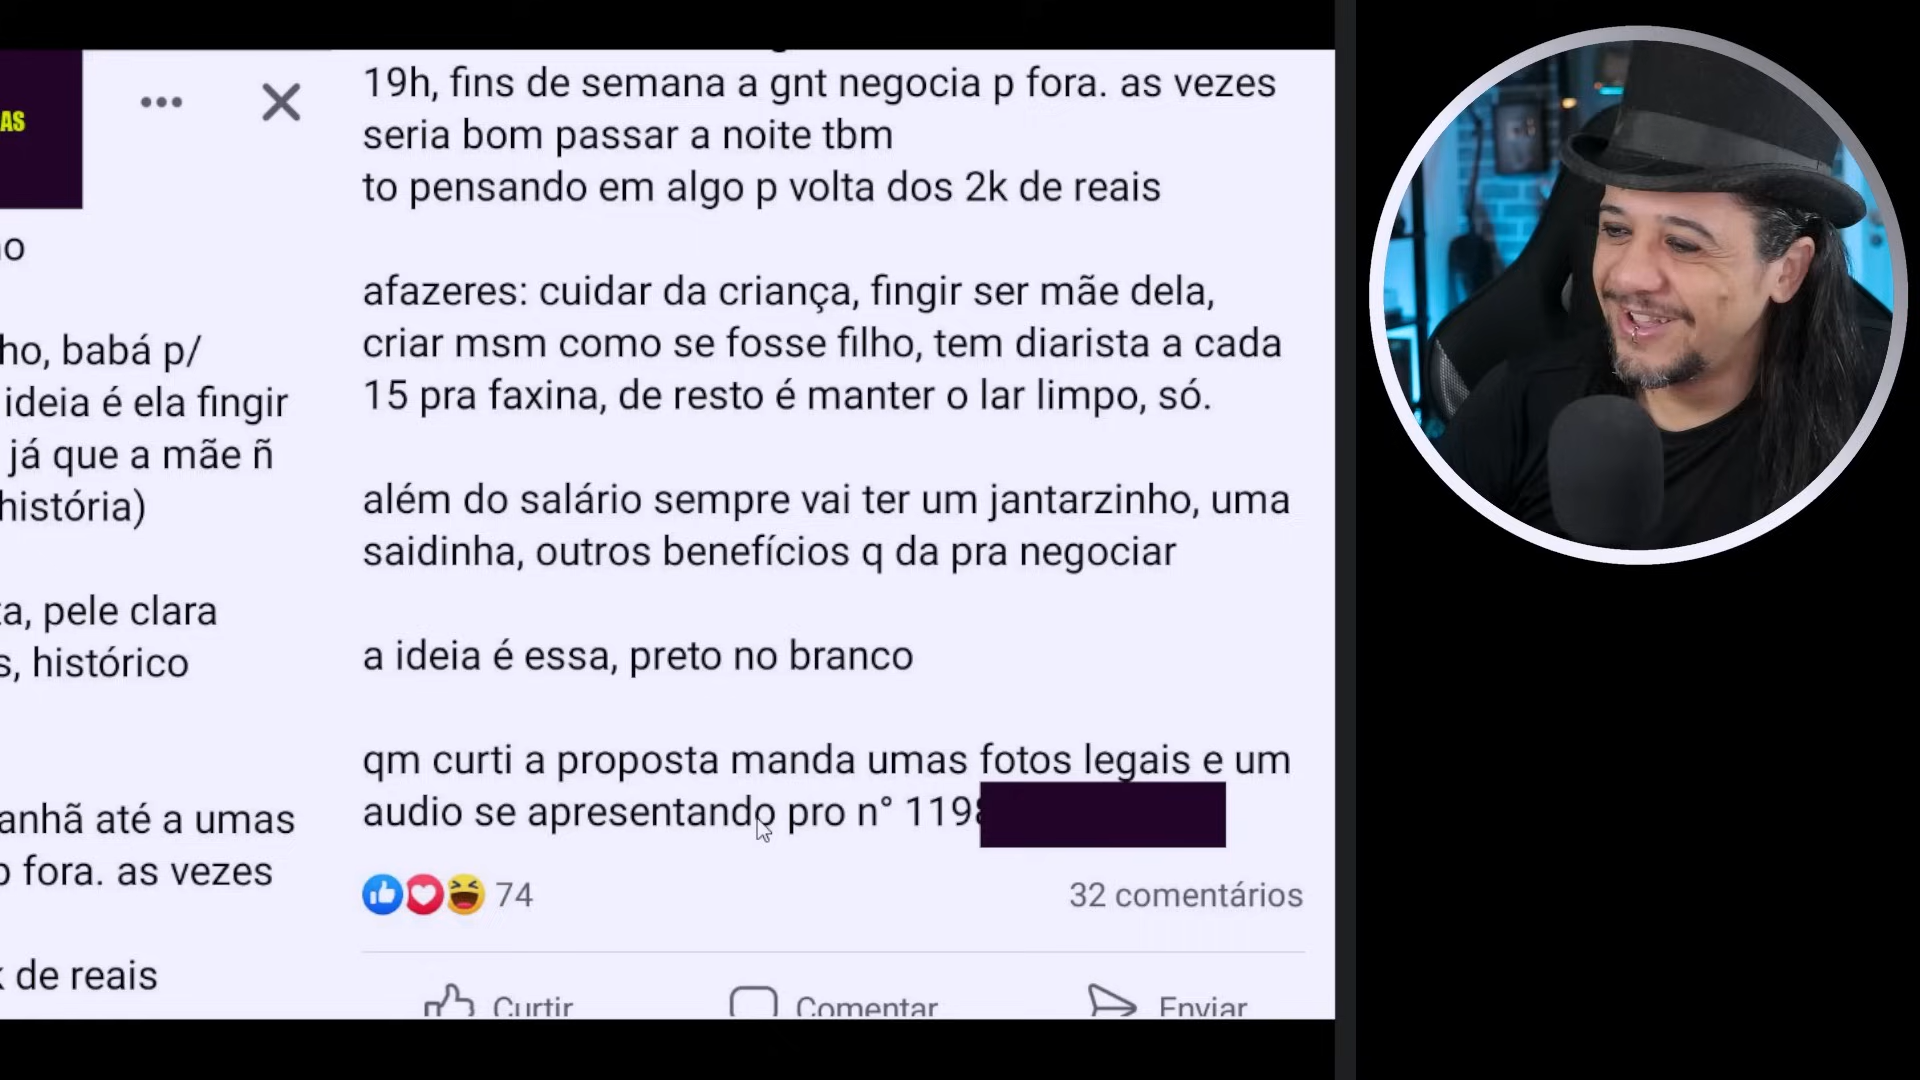 AS
ho, babá p/
ideia é ela fingir
já que a mãe ñ
história)
pele clara
s, histórico
anhã até a umas
fora. as vezes
k de reais
19h, fins de semana a gnt negocia p fora. as vezes
seria bom passar a noite tbm
to pensando em algo p volta dos 2k de reais
afazeres: cuidar da criança, fingir ser mãe dela,
criar msm como se fosse filho, tem diarista a cada
15 pra faxina, de resto é manter o lar limpo, só.
além do salário sempre vai ter um jantarzinho, uma
saidinha, outros benefícios q da pra negociar
a ideia é essa, preto no branco
qm curti a proposta manda umas fotos legais e um
audio se apresentando pro n° 119
74
32 comentários
Curtir
Comentar
Enviar